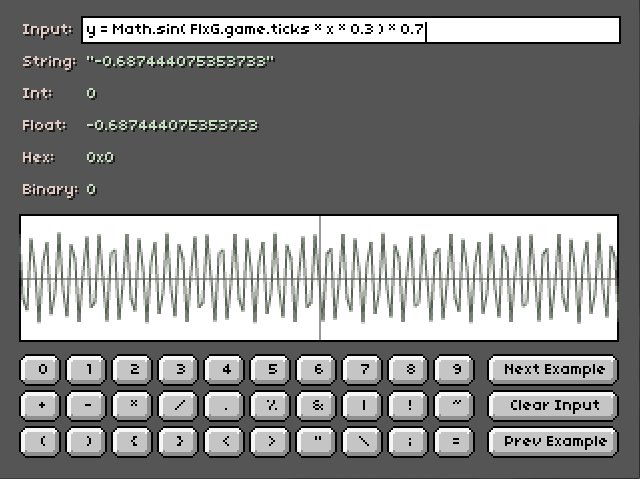 Input: y = Math.sin( FlxG.game.ticks * x * 0.3 ) * 0.7
String: "-0.687444075353733"
Int: 0
Float: -0.687444075353733
Hex: 0x0
Binary: 0
0 1 2 3 4 5 6 7 8 9 Next Example
+ - * / . % & | ! ~ Clear Input
( ) { } < > " \ ; = Prev Example